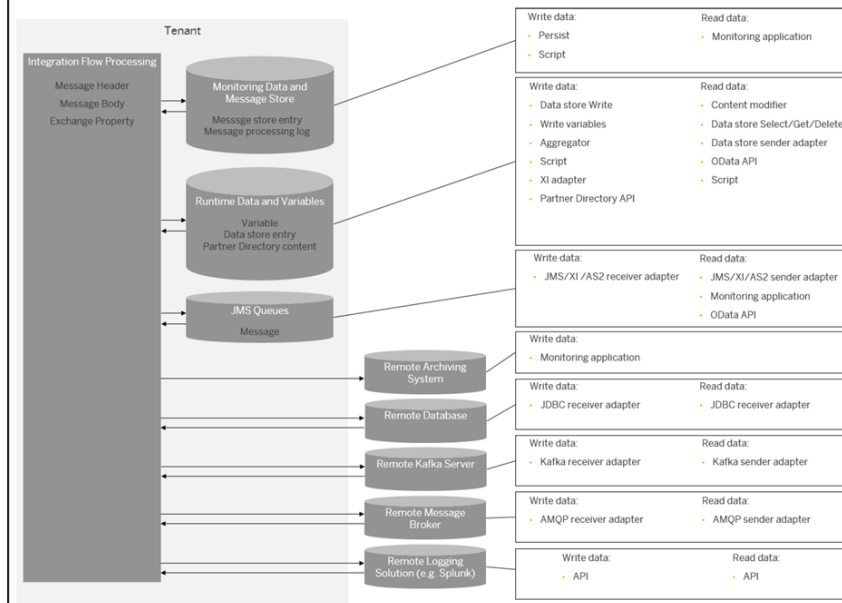 Tenant
Integration Flow Processing
Message Header
Message Body
Exchange Property
Monitoring Data and
Message Store
Messsge store entry
Message processing log
Write data:
Persist
Script
Read data:
Monitoring application
Runtime Data and Variables
Variable
Data store entry
Partner Directory content
Write data:
Data store Write
Write variables
Aggregator
Script
XI adapter
Partner Directory API
Read data:
Content modifier
Data store Select/Get/Delete
Data store sender adapter
OData API
Script
JMS Queues
Message
Write data:
JMS/XI /AS2 receiver adapter
Read data:
JMS/XI/AS2 sender adapter
Monitoring application
OData API
Remote Archiving
System
Write data:
Monitoring application
Remote Database
Write data:
JDBC receiver adapter
Read data:
JDBC receiver adapter
Remote Kafka Server
Write data:
Kafka receiver adapter
Read data:
Kafka sender adapter
Remote Message
Broker
Write data:
AMQP receiver adapter
Read data:
AMQP sender adapter
Remote Logging
Solution (e.g. Splunk)
Write data:
API
Read data:
API